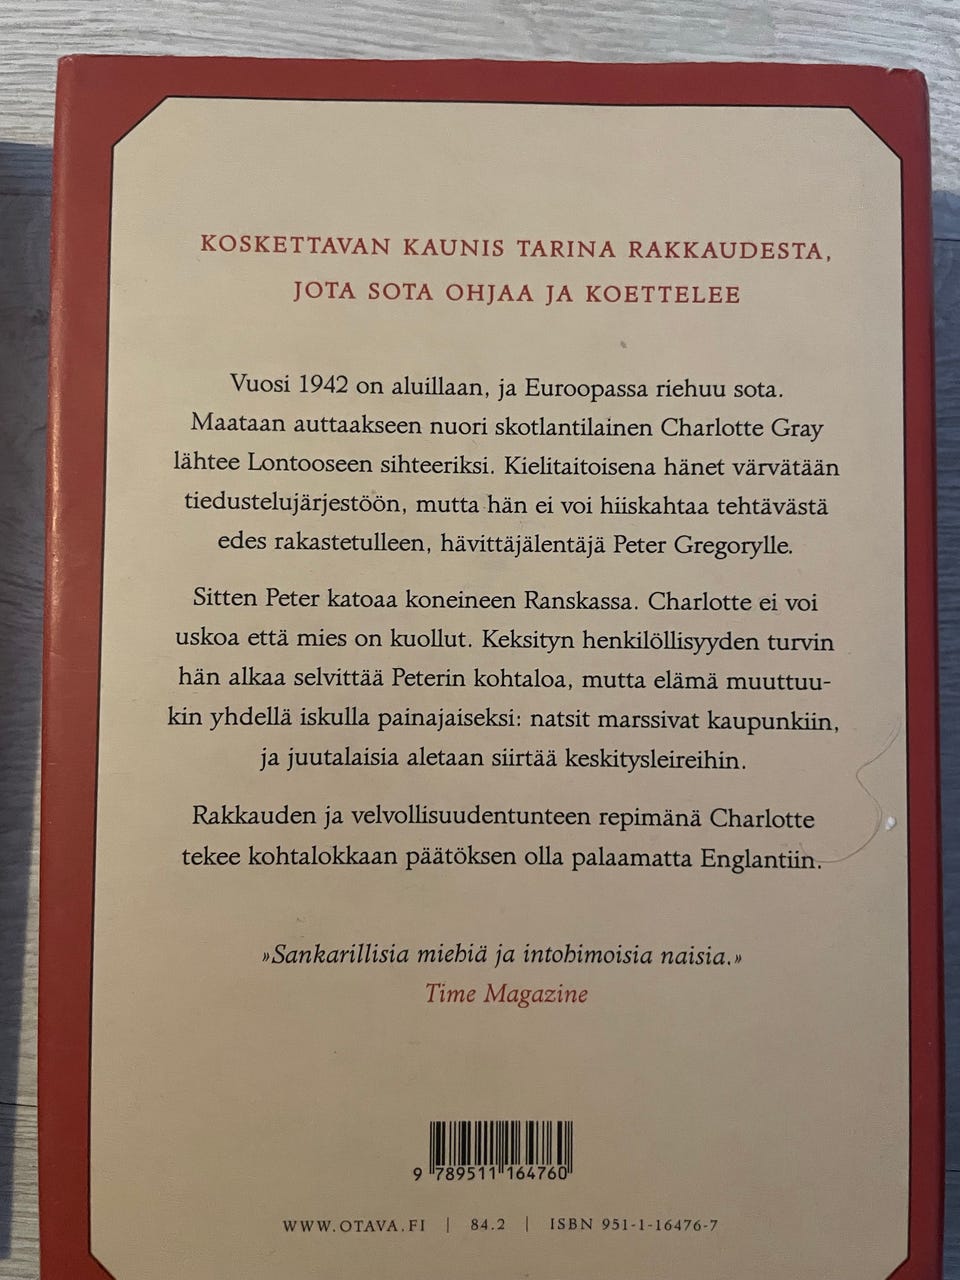 KOSKETTAVAN KAUNIS TARINA RAKKAUDESTA,
JOTA SOTA OHJAA JA KOETTELEE
Vuosi 1942 on aluillaan, ja Euroopassa riehuu sota.
Maataan auttaakseen nuori skotlantilainen Charlotte Gray
lähtee Lontooseen sihteeriksi. Kielitaitoisena hänet värvätään
tiedustelujärjestöön, mutta hän ei voi hiiskahtaa tehtävästä
edes rakastetulleen, hävittäjälentäjä Peter Gregorylle.
Sitten Peter katoaa koneineen Ranskassa. Charlotte ei voi
uskoa että mies on kuollut. Keksityn henkilöllisyyden turvin
hän alkaa selvittää Peterin kohtaloa, mutta elämä muuttuu-
kin yhdellä iskulla painajaiseksi: natsit marssivat kaupunkiin,
ja juutalaisia aletaan siirtää keskitysleireihin.
Rakkauden ja velvollisuudentunteen repimänä Charlotte
tekee kohtalokkaan päätöksen olla palaamatta Englantiin.
»Sankarillisia miehiä ja intohimoisia naisia.»
Time Magazine
9 789511 164760
WWW.OTAVA.FI | 84.2 | ISBN 951-1-16476-7